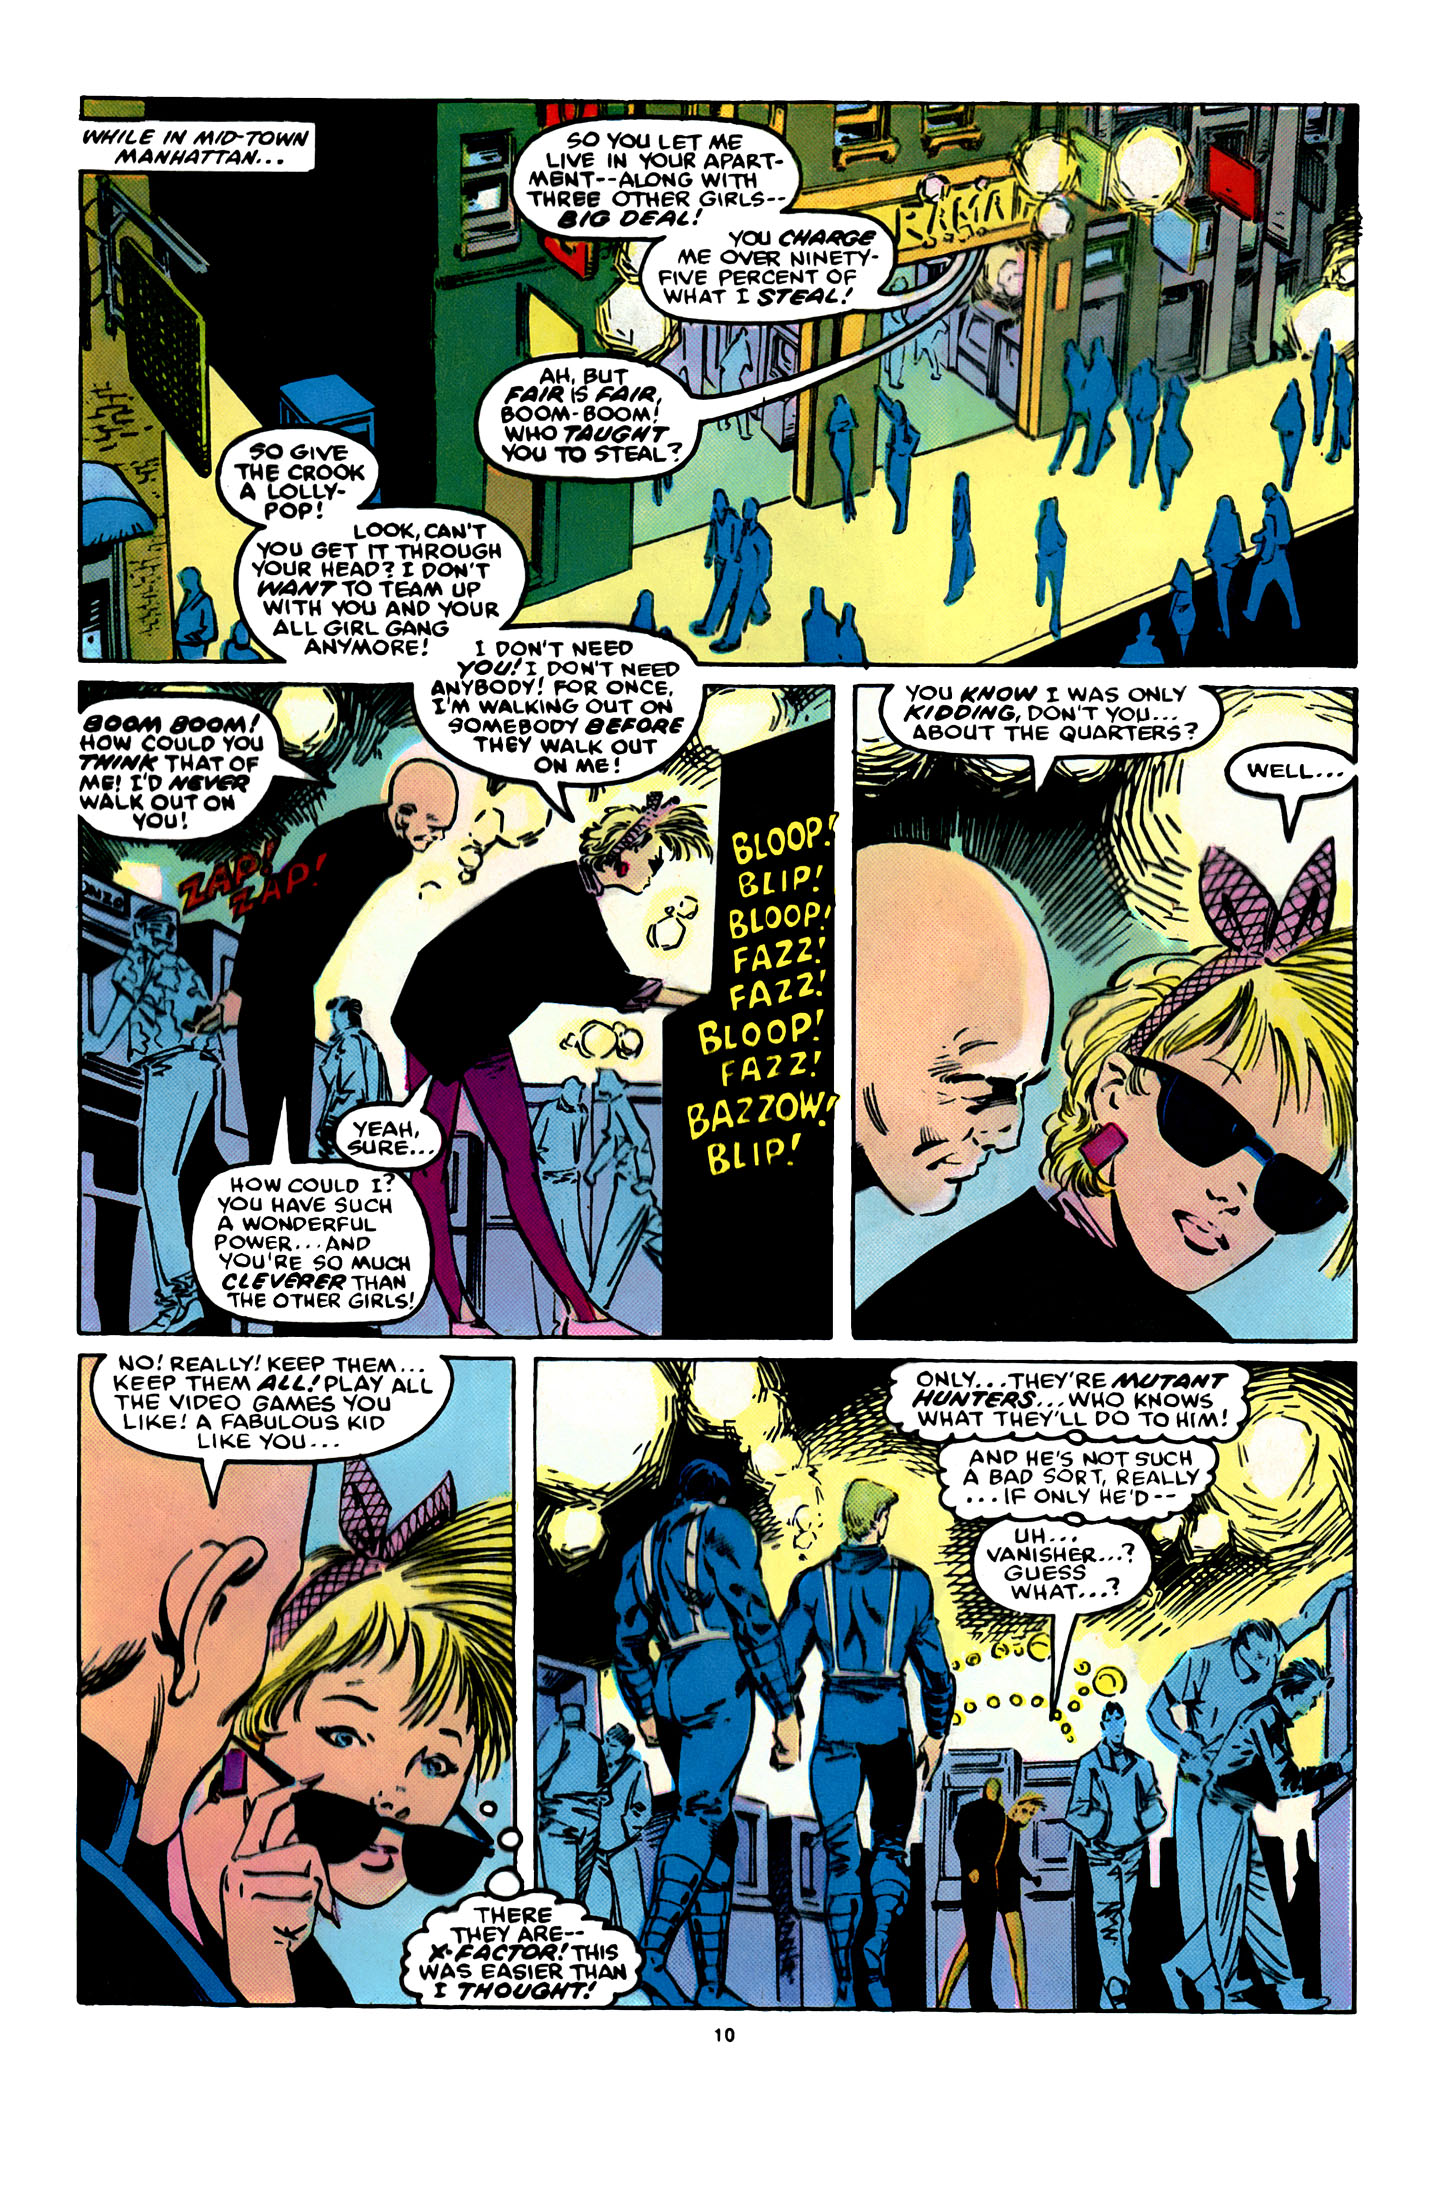 WHILE IN MID-TOWN
MANHATTAN...
SO YOU LET ME
LIVE IN YOUR APART-
MENT--ALONG WITH
THREE OTHER GIRLS--
BIG DEAL!
YOU CHARGE
ME OVER NINETY-
FIVE PERCENT OF
WHAT I STEAL!
AH, BUT
FAIR IS FAIR,
BOOM-BOOM!
WHO TAUGHT
YOU TO STEAL?
SO GIVE
THE CROOK
A LOLLY-
POP!
LOOK, CAN'T
YOU GET IT THROUGH
YOUR HEAD? I DON'T
WANT TO TEAM UP
WITH YOU AND YOUR
ALL GIRL GANG
ANYMORE!
I DON'T NEED
YOU! I DON'T NEED
ANYBODY! FOR ONCE,
I'M WALKING OUT ON
SOMEBODY BEFORE
THEY WALK OUT
ON ME!
BOOM BOOM!
HOW COULD YOU
THINK THAT OF
ME! I'D NEVER
WALK OUT ON
YOU!
ZAP!
ZAP!
BLOOP!
BLIP!
BLOOP!
FAZZ!
FAZZ!
BLOOP!
FAZZ!
BAZZOW!
BLIP!
YEAH,
SURE...
HOW COULD I?
YOU HAVE SUCH
A WONDERFUL
POWER...AND
YOU'RE SO MUCH
CLEVERER THAN
THE OTHER GIRLS!
YOU KNOW I WAS ONLY
KIDDING, DON'T YOU...
ABOUT THE QUARTERS?
WELL...
NO! REALLY! KEEP THEM...
KEEP THEM ALL! PLAY ALL
THE VIDEO GAMES YOU
LIKE! A FABULOUS KID
LIKE YOU...
THERE
THEY ARE--
X-FACTOR! THIS
WAS EASIER THAN
I THOUGHT!
ONLY...THEY'RE MUTANT
HUNTERS...WHO KNOWS
WHAT THEY'LL DO TO HIM!
AND HE'S NOT SUCH
A BAD SORT, REALLY
...IF ONLY HE'D--
UH...
VANISHER...?
GUESS
WHAT...?
10